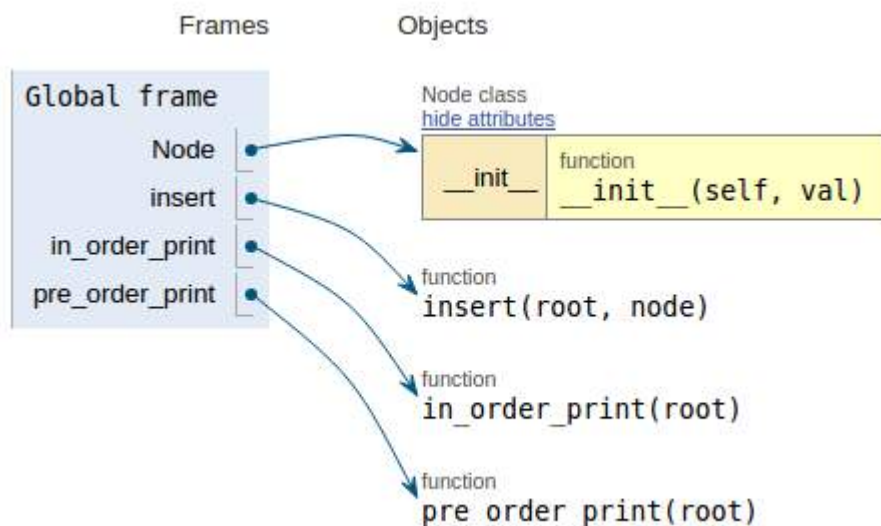 Frames Objects
Global frame
Node
insert
in_order_print
pre_order_print
Node class
hide attributes
__init__
function
__init__(self, val)
function
insert(root, node)
function
in_order_print(root)
function
pre_order_print(root)